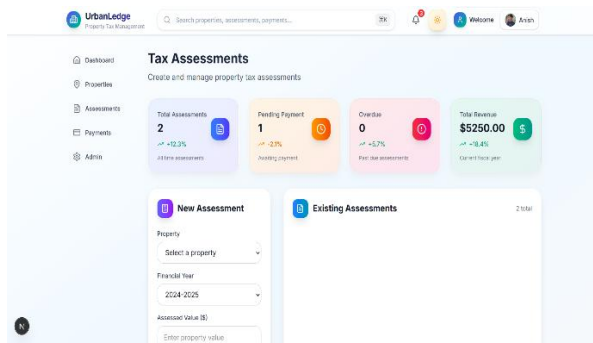 UrbanLedge
Property Tax Management
Search properties, assessments, payments...
⌘K
Welcome
Anish
Dashboard
Properties
Assessments
Payments
Admin
Tax Assessments
Create and manage property tax assessments
Total Assessments
2
+12.3%
All time assessments
Pending Payment
1
-2.1%
Awaiting payment
Overdue
0
+5.7%
Past due assessments
Total Revenue
$5250.00
+18.4%
Current fiscal year
New Assessment
Property
Select a property
Financial Year
2024-2025
Assessed Value ($)
Enter property value
Existing Assessments
2 total
N